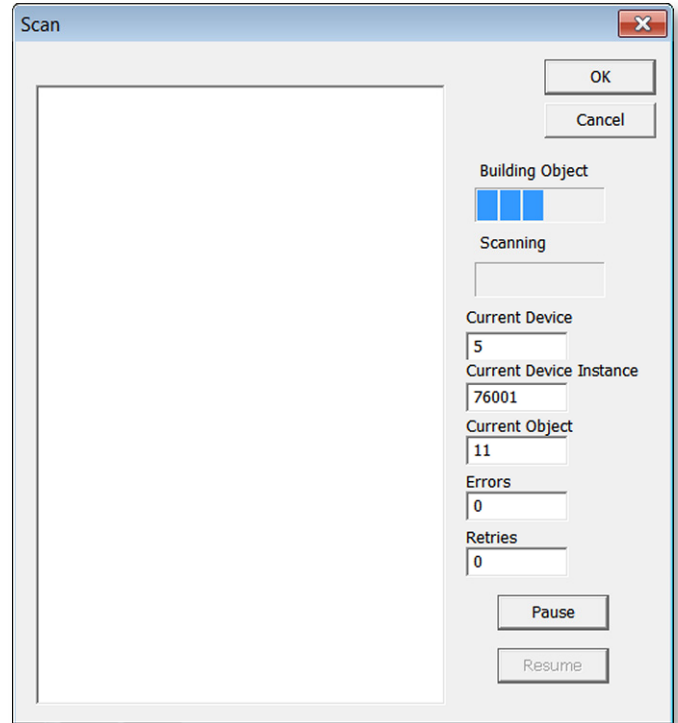 Scan
OK
Cancel
Building Object
Scanning
Current Device
5
Current Device Instance
76001
Current Object
11
Errors
0
Retries
0
Pause
Resume